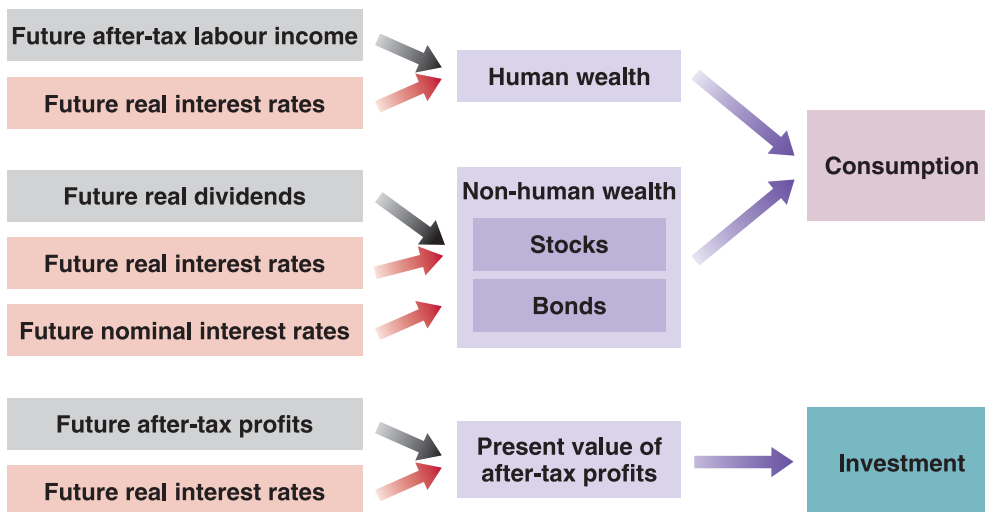 Future after-tax labour income
Future real interest rates
Human wealth
Future real dividends
Future real interest rates
Future nominal interest rates
Non-human wealth
Stocks
Bonds
Consumption
Future after-tax profits
Future real interest rates
Present value of
after-tax profits
Investment